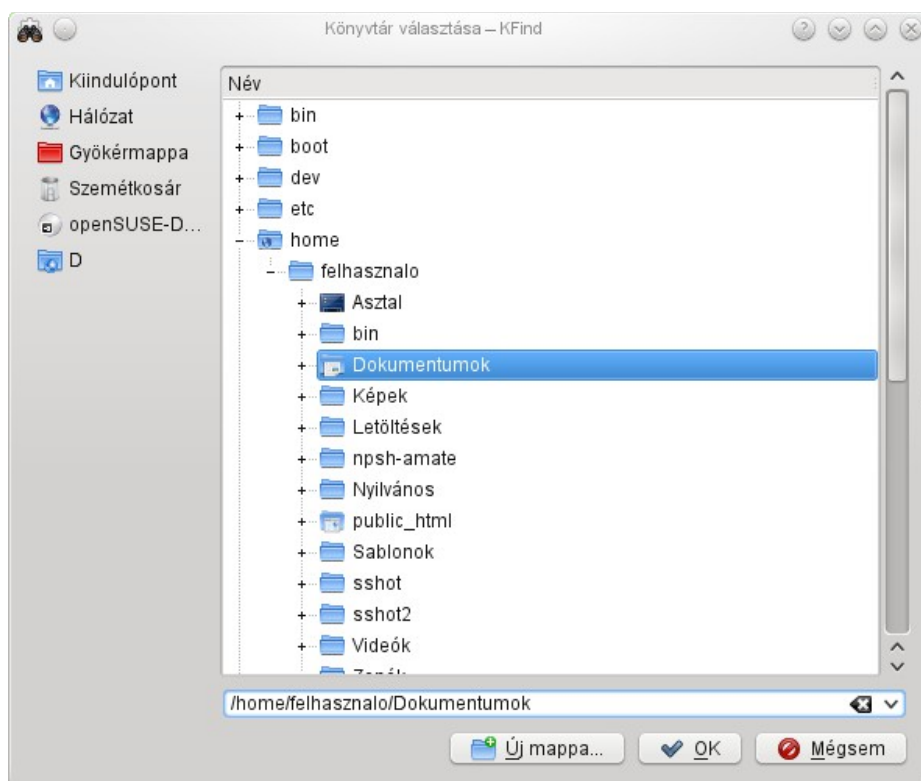 Könyvtár választása – KFind
Kiindulópont
Hálózat
Gyökérmappa
Szemétkosár
openSUSE-D...
D
Név
bin
boot
dev
etc
home
felhasznalo
Asztal
bin
Dokumentumok
Képek
Letöltések
npsh-amate
Nyilvános
public_html
Sablonok
sshot
sshot2
Videók
/home/felhasznalo/Dokumentumok
Új mappa...
OK
Mégsem